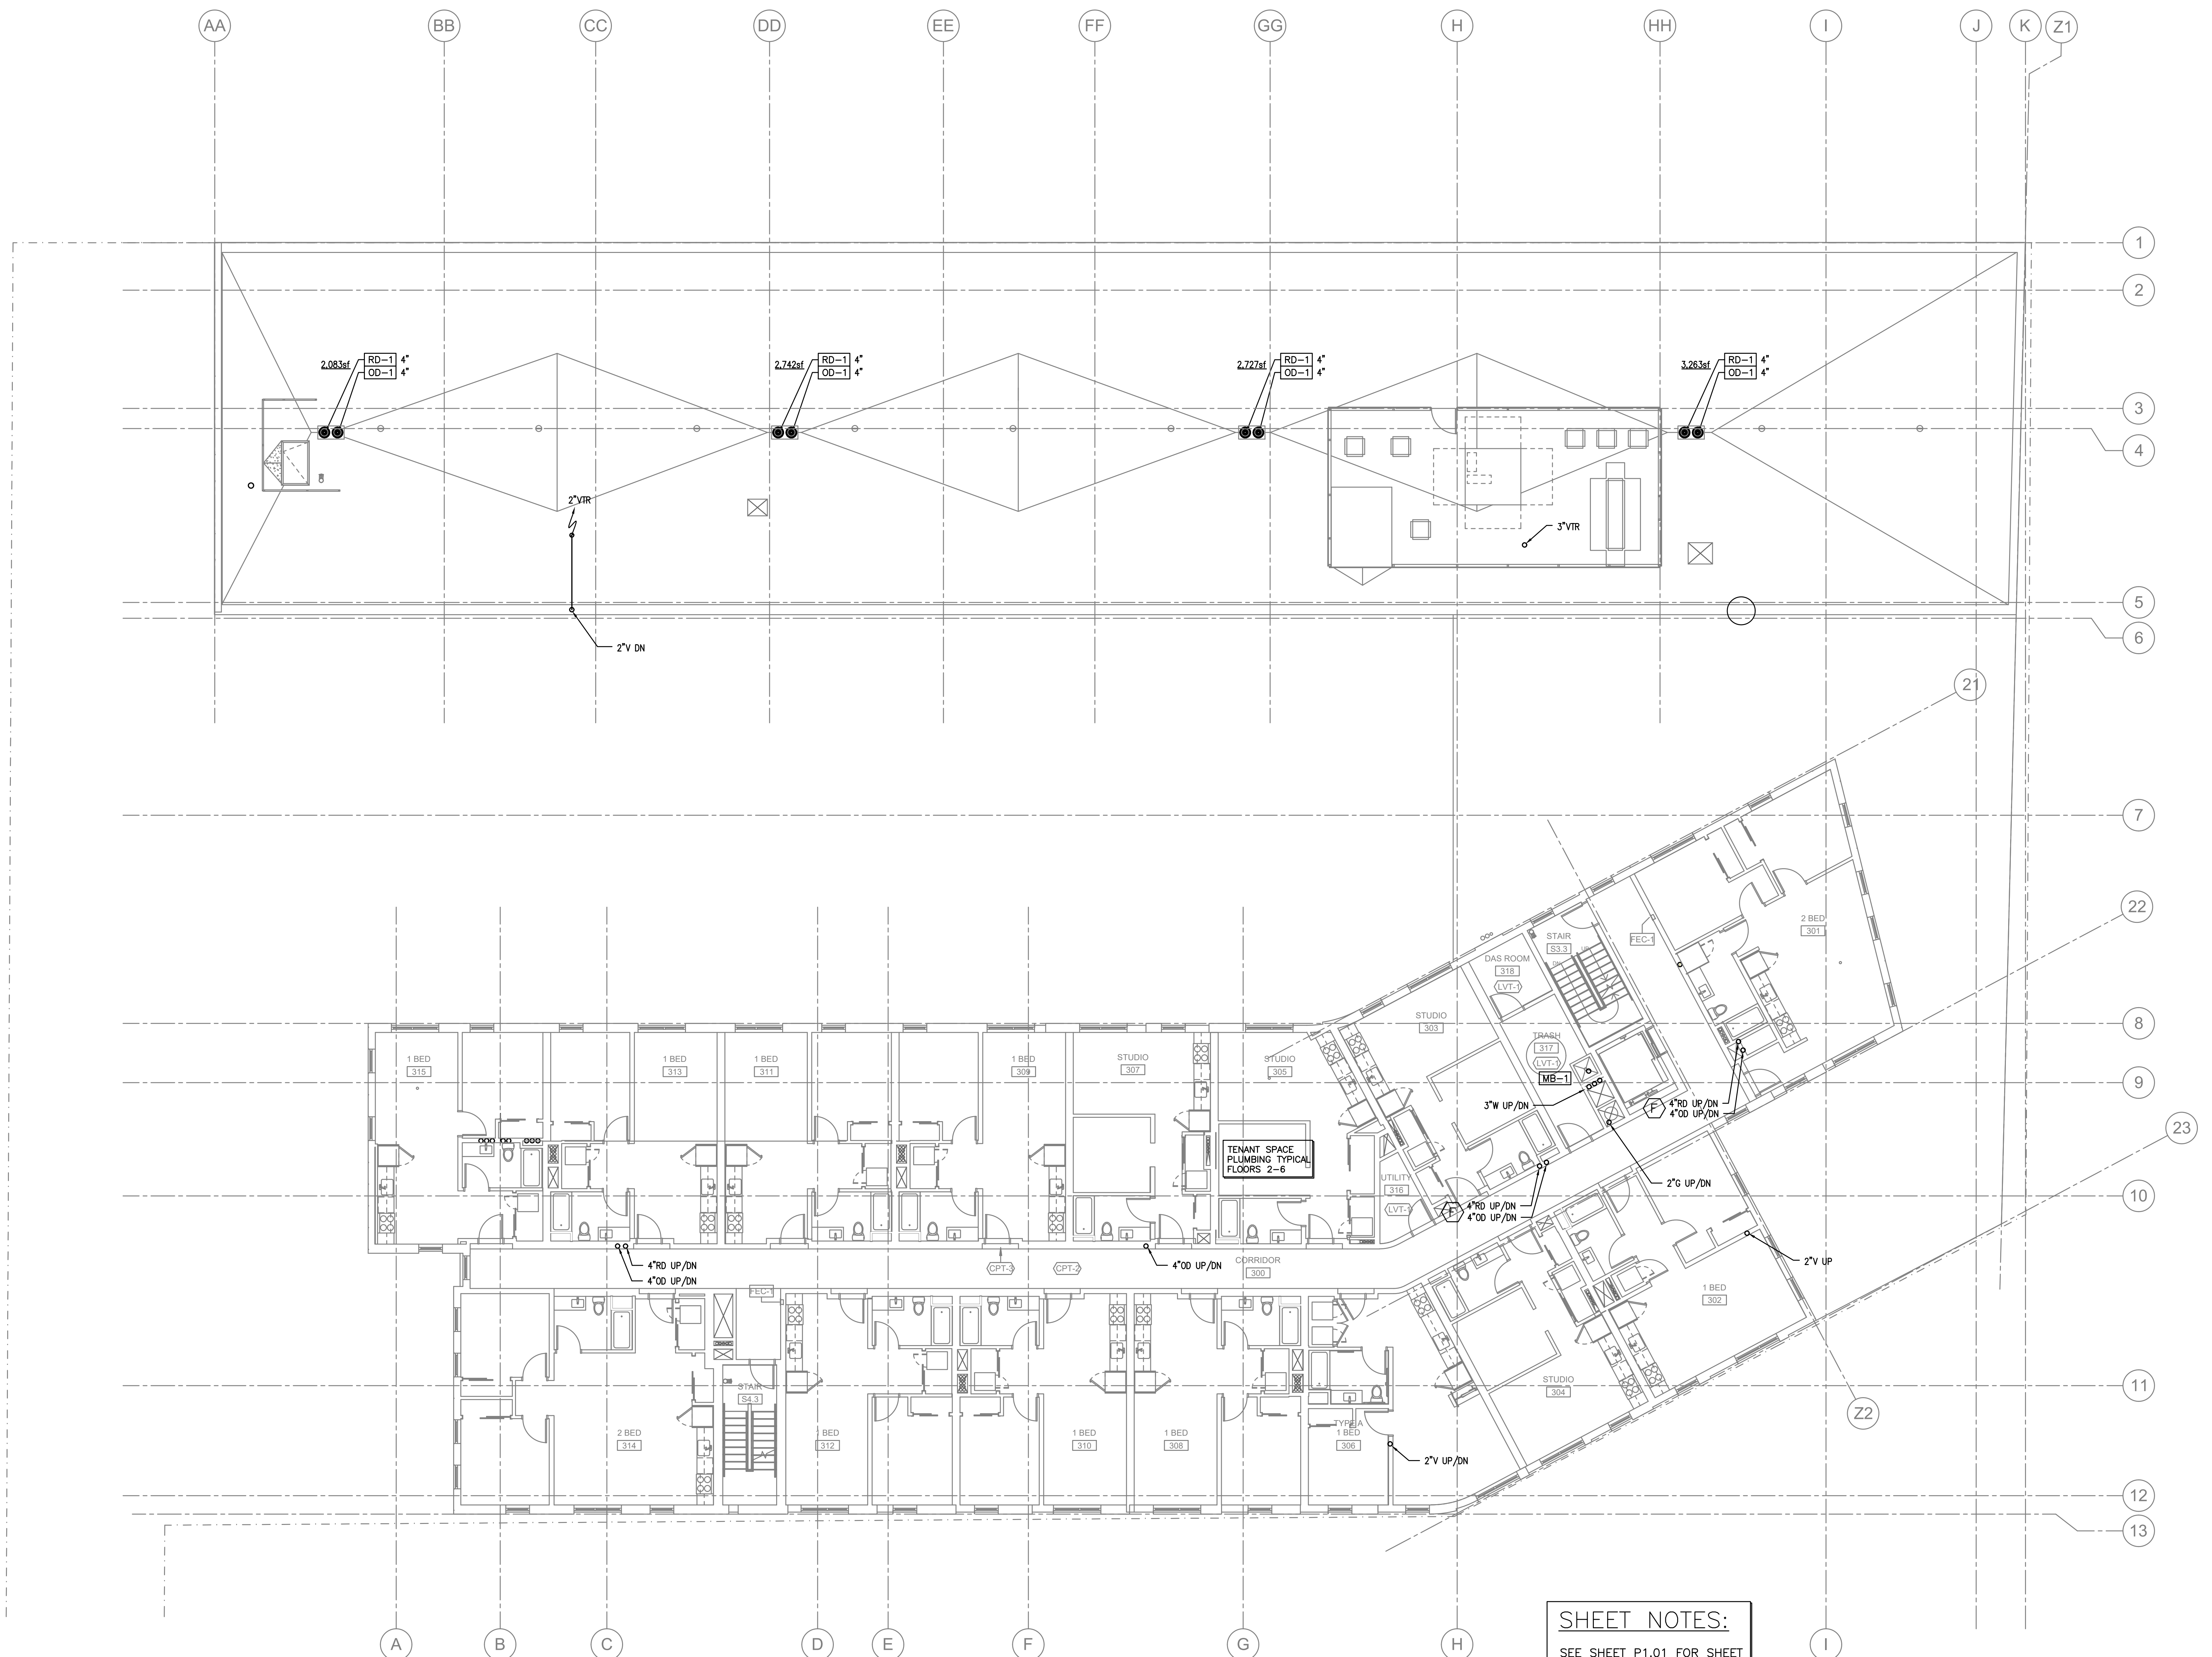 AA BB CC DD EE FF GG H HH I J K Z1
1
2
2,083sf RD-1 4"
OD-1 4"
2,742sf RD-1 4"
OD-1 4"
2,727sf RD-1 4"
OD-1 4"
3,263sf RD-1 4"
OD-1 4"
3
4
2"VTR
3"VTR
5
6
2"V DN
21
7
22
2 BED
301
FEC-1
STAIR
S3.3
UP
DN
DAS ROOM
318
LVT-1
STUDIO
303
8
TRASH
317
LVT-1
MB-1
1 BED
315
1 BED
313
1 BED
311
1 BED
309
STUDIO
307
STUDIO
305
9
3"W UP/DN
F
4"RD UP/DN
4"OD UP/DN
23
TENANT SPACE
PLUMBING TYPICAL
FLOORS 2-6
UTILITY
316
LVT-1
2"G UP/DN
10
F
4"RD UP/DN
4"OD UP/DN
4"RD UP/DN
4"OD UP/DN
CPT-3
CPT-2
4"OD UP/DN
CORRIDOR
300
2"V UP
FEC-1
1 BED
302
STAIR
S4.3
STUDIO
304
11
Z2
2 BED
314
1 BED
312
1 BED
310
1 BED
308
TYPE A
1 BED
306
2"V UP/DN
12
13
A B C D E F G H I
SHEET NOTES:
SEE SHEET P1.01 FOR SHEET